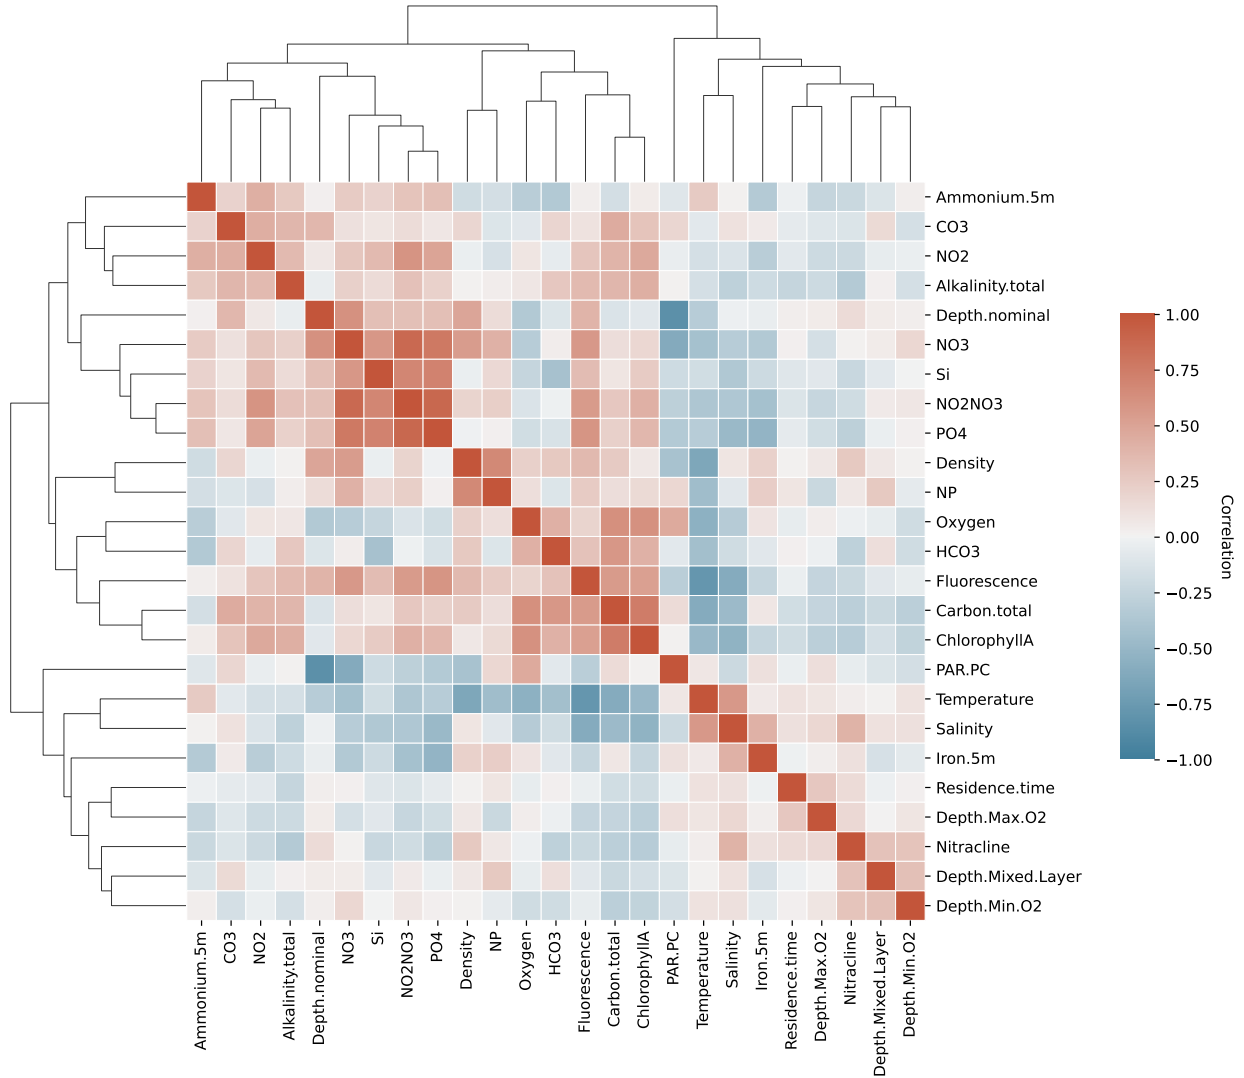 Ammonium.5m
CO3
NO2
Alkalinity.total
Depth.nominal
NO3
Si
NO2NO3
PO4
Density
NP
Oxygen
HCO3
Fluorescence
Carbon.total
ChlorophyllA
PAR.PC
Temperature
Salinity
Iron.5m
Residence.time
Depth.Max.O2
Nitracline
Depth.Mixed.Layer
Depth.Min.O2
Ammonium.5m
CO3
NO2
Alkalinity.total
Depth.nominal
NO3
Si
NO2NO3
PO4
Density
NP
Oxygen
HCO3
Fluorescence
Carbon.total
ChlorophyllA
PAR.PC
Temperature
Salinity
Iron.5m
Residence.time
Depth.Max.O2
Nitracline
Depth.Mixed.Layer
Depth.Min.O2
1.00
0.75
0.50
0.25
0.00
−0.25
−0.50
−0.75
−1.00
Correlation